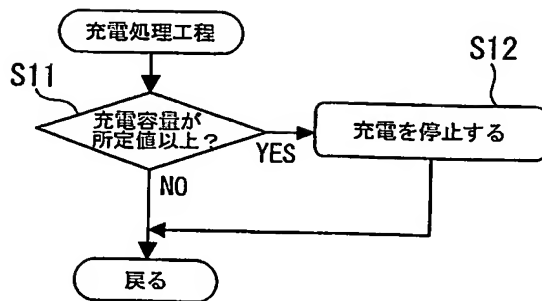 充電処理工程
S11
S12
充電容量が
所定値以上？
YES
充電を停止する
NO
戻る